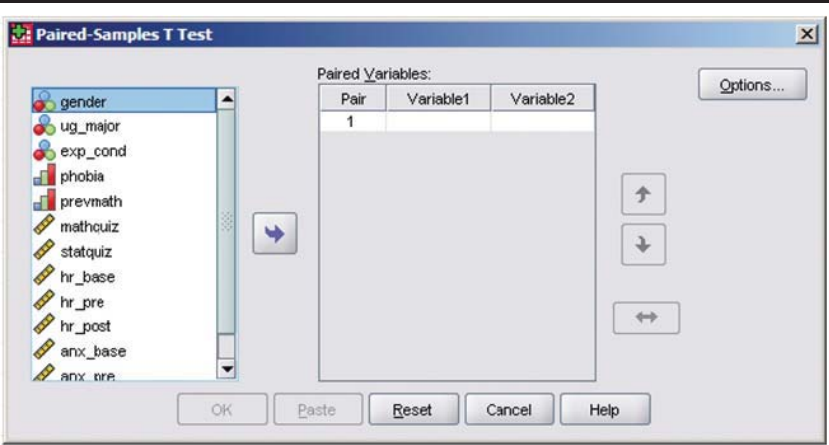 Paired-Samples T Test
gender
ug_major
exp_cond
phobia
prevmath
mathquiz
statquiz
hr_base
hr_pre
hr_post
anx_base
anx_pre
Paired Variables:
Pair Variable1 Variable2
1
Options...
OK Paste Reset Cancel Help